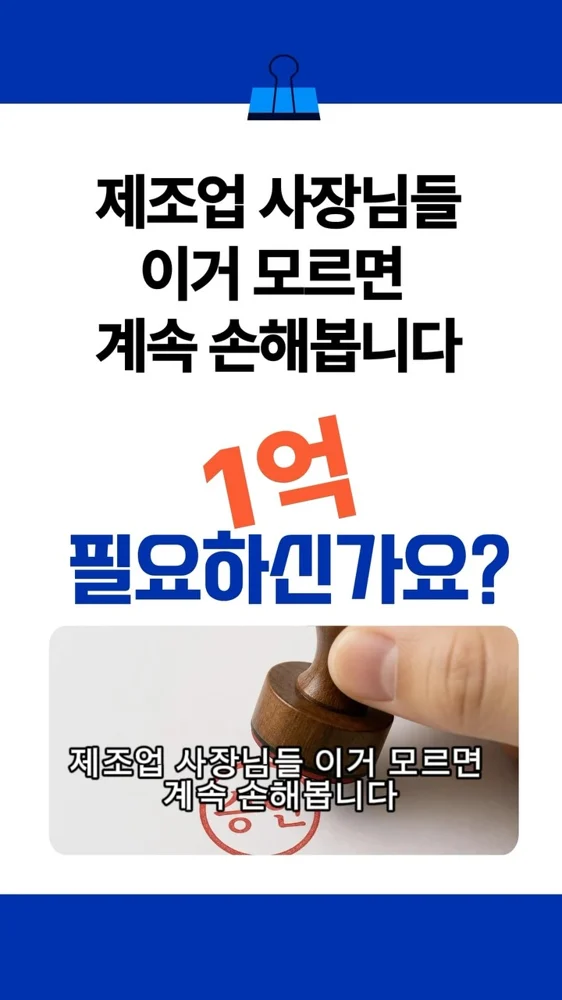 제조업 사장님들
이거 모르면
계속 손해봅니다
1억
필요하신가요?
제조업 사장님들 이거 모르면
계속 손해봅니다
승인